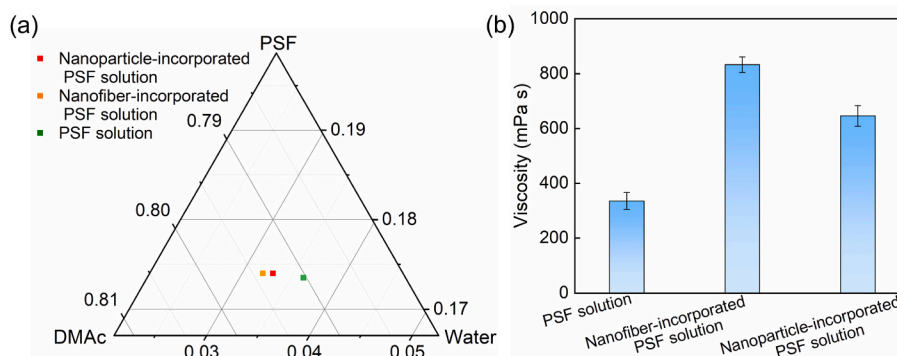 (a)
PSF
Nanoparticle-incorporated
PSF solution
Nanofiber-incorporated
PSF solution
PSF solution
0.79
0.19
0.80
0.18
0.81
0.17
DMAc
Water
0.03
0.04
0.05
(b)
Viscosity (mPa s)
1000
800
600
400
200
0
PSF solution
Nanofiber-incorporated
PSF solution
Nanoparticle-incorporated
PSF solution